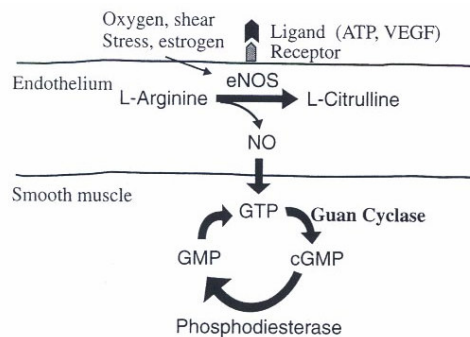 Oxygen, shear
Stress, estrogen
Ligand (ATP, VEGF)
Receptor
Endothelium
eNOS
L-Arginine
L-Citrulline
NO
Smooth muscle
GTP
Guan Cyclase
GMP
cGMP
Phosphodiesterase